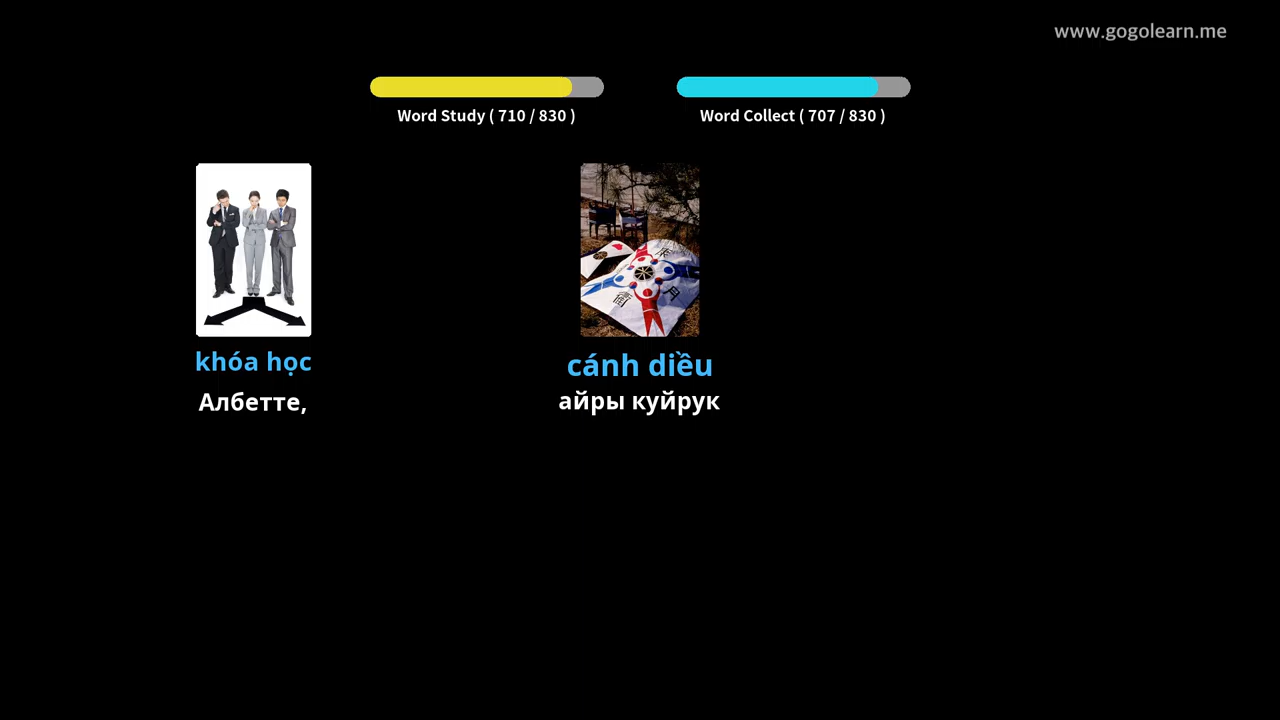 www.gogolearn.me
Word Study ( 710 / 830 )
Word Collect ( 707 / 830 )
khóa học
Албетте,
cánh diều
айры куйрук